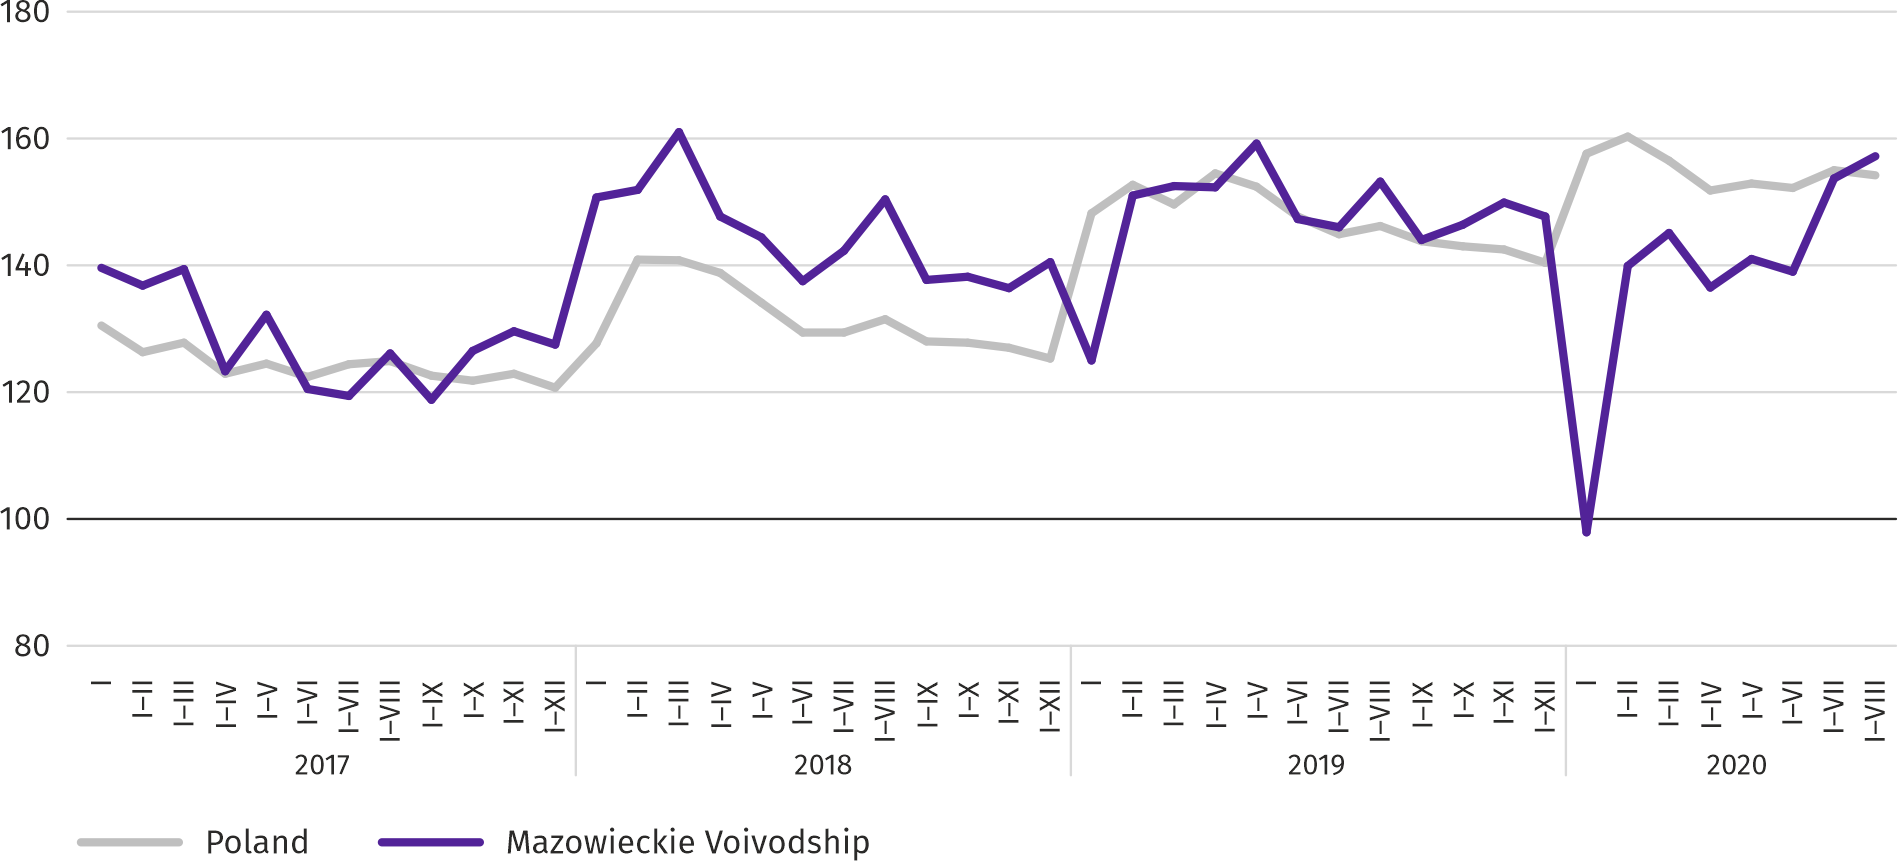 180
160
140
120
100
80
I I–II I–III I–IV I–V I–VI I–VII I–VIII I–IX I–X I–XI I–XII I I–II I–III I–IV I–V I–VI I–VII I–VIII I–IX I–X I–XI I–XII I I–II I–III I–IV I–V I–VI I–VII I–VIII I–IX I–X I–XI I–XII I I–II I–III I–IV I–V I–VI I–VII I–VIII
2017 2018 2019 2020
Poland Mazowieckie Voivodship